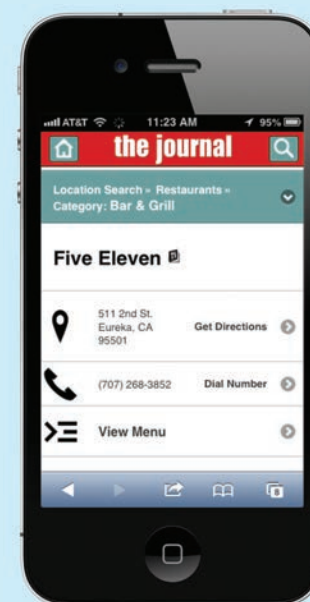 AT&T 11:23 AM 95%
the journal
Location Search » Restaurants »
Category: Bar & Grill
Five Eleven
511 2nd St.
Eureka, CA
95501
Get Directions
(707) 268-3852 Dial Number
View Menu